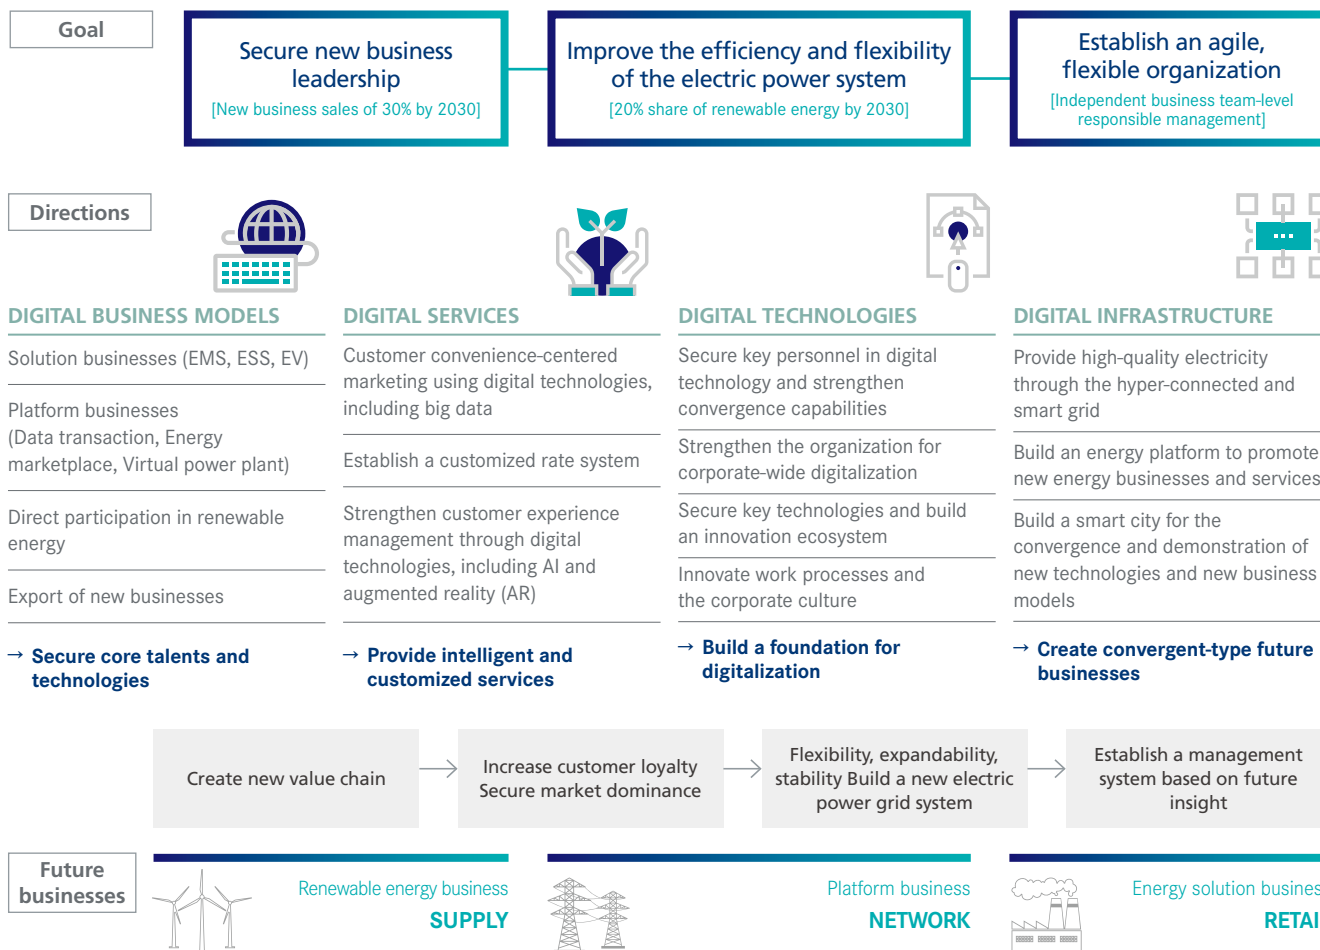 Goal
Secure new business
leadership
[New business sales of 30% by 2030]
Improve the efficiency and flexibility
of the electric power system
[20% share of renewable energy by 2030]
Establish an agile,
flexible organization
[Independent business team-level
responsible management]
Directions
DIGITAL BUSINESS MODELS
Solution businesses (EMS, ESS, EV)
Platform businesses
(Data transaction, Energy
marketplace, Virtual power plant)
Direct participation in renewable
energy
Export of new businesses
→ Secure core talents and
technologies
DIGITAL SERVICES
Customer convenience-centered
marketing using digital technologies,
including big data
Establish a customized rate system
Strengthen customer experience
management through digital
technologies, including AI and
augmented reality (AR)
→ Provide intelligent and
customized services
DIGITAL TECHNOLOGIES
Secure key personnel in digital
technology and strengthen
convergence capabilities
Strengthen the organization for
corporate-wide digitalization
Secure key technologies and build
an innovation ecosystem
Innovate work processes and
the corporate culture
→ Build a foundation for
digitalization
DIGITAL INFRASTRUCTURE
Provide high-quality electricity
through the hyper-connected and
smart grid
Build an energy platform to promote
new energy businesses and services
Build a smart city for the
convergence and demonstration of
new technologies and new business
models
→ Create convergent-type future
businesses
Create new value chain
Increase customer loyalty
Secure market dominance
Flexibility, expandability,
stability Build a new electric
power grid system
Establish a management
system based on future
insight
Future
businesses
Renewable energy business
SUPPLY
Platform business
NETWORK
Energy solution busines
RETAI